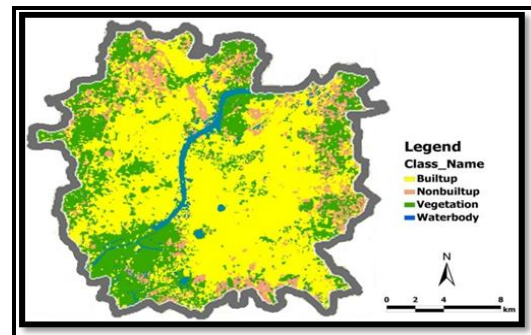 Legend
Class_Name
Builtup
Nonbuiltup
Vegetation
Waterbody
N
0 2 4 8
km